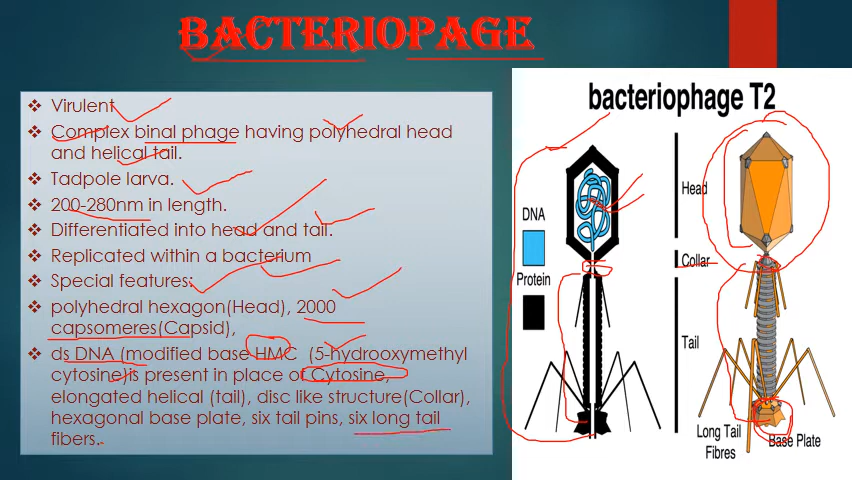 BACTERIOPAGE
❖ Virulent
❖ Complex binal phage having polyhedral head
and helical tail.
❖ Tadpole larva.
❖ 200-280nm in length.
❖ Differentiated into head and tail.
❖ Replicated within a bacterium
❖ Special features:
❖ polyhedral hexagon(Head), 2000
capsomeres(Capsid),
❖ ds DNA (modified base HMC (5-hydrooxymethyl
cytosine)is present in place of Cytosine,
elongated helical (tail), disc like structure(Collar),
hexagonal base plate, six tail pins, six long tail
fibers.
bacteriophage T2
DNA
Protein
Head
Collar
Tail
Long Tail
Fibres
Base Plate